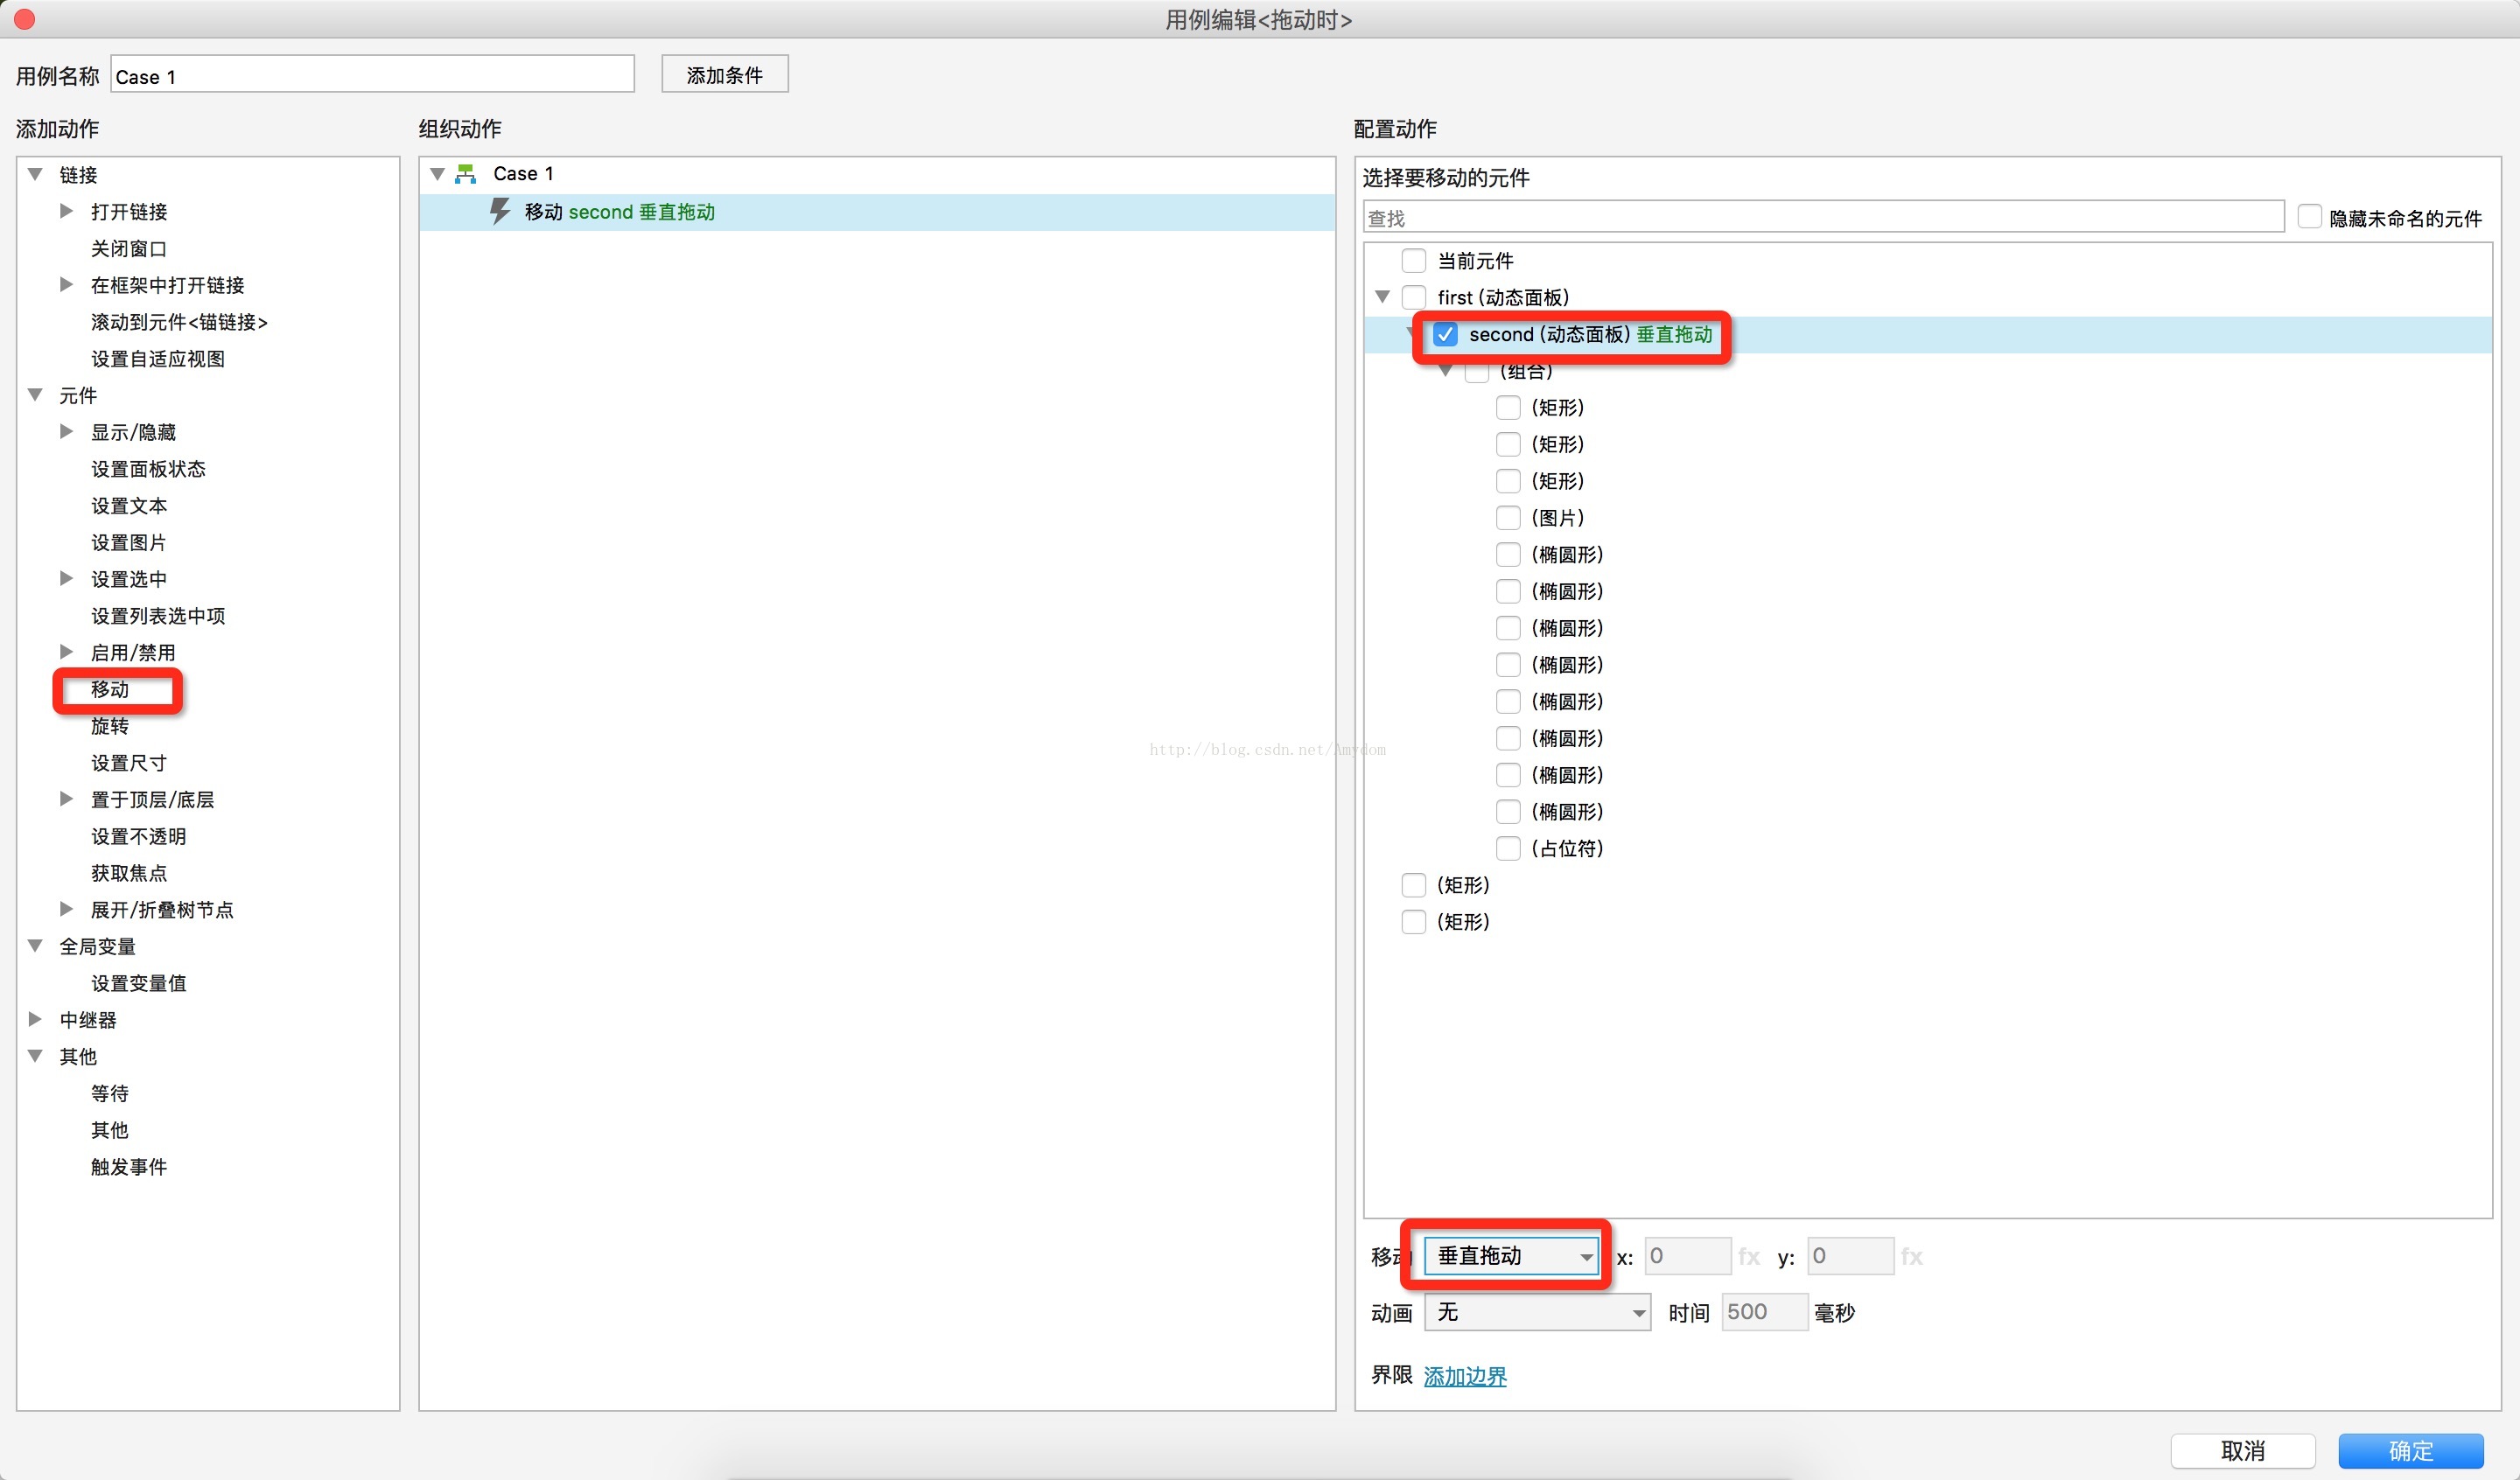 用例编辑<拖动时>
用例名称 Case 1 添加条件
添加动作
链接
打开链接
关闭窗口
在框架中打开链接
滚动到元件<锚链接>
设置自适应视图
元件
显示/隐藏
设置面板状态
设置文本
设置图片
设置选中
设置列表选中项
启用/禁用
移动
旋转
设置尺寸
置于顶层/底层
设置不透明
获取焦点
展开/折叠树节点
全局变量
设置变量值
中继器
其他
等待
其他
触发事件
组织动作
Case 1
移动 second 垂直拖动
http://blog.csdn.net/Amydom
配置动作
选择要移动的元件
查找 隐藏未命名的元件
当前元件
first (动态面板)
second (动态面板) 垂直拖动
(组合)
(矩形)
(矩形)
(矩形)
(图片)
(椭圆形)
(椭圆形)
(椭圆形)
(椭圆形)
(椭圆形)
(椭圆形)
(椭圆形)
(椭圆形)
(占位符)
(矩形)
(矩形)
移动 垂直拖动 x: 0 fx y: 0 fx
动画 无 时间 500 毫秒
界限 添加边界
取消 确定